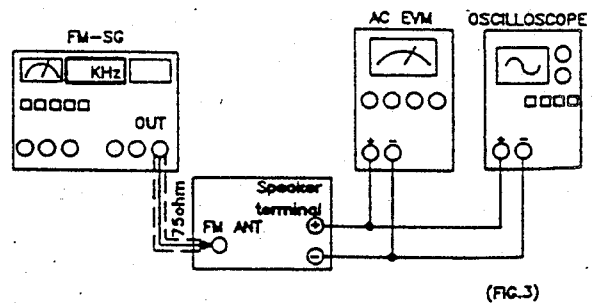 FM-SG
KHz
OUT
AC EVM
OSCILLOSCOPE
+ -
+ -
75ohm
Speaker
terminal
FM ANT
+
-
(FIG.3)